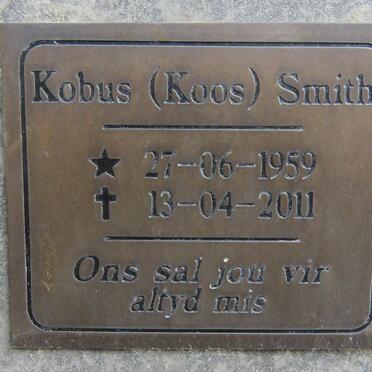 Kobus (Koos) Smith
★ 27-06-1959
✝ 13-04-2011
Ons sal jou vir
altyd mis